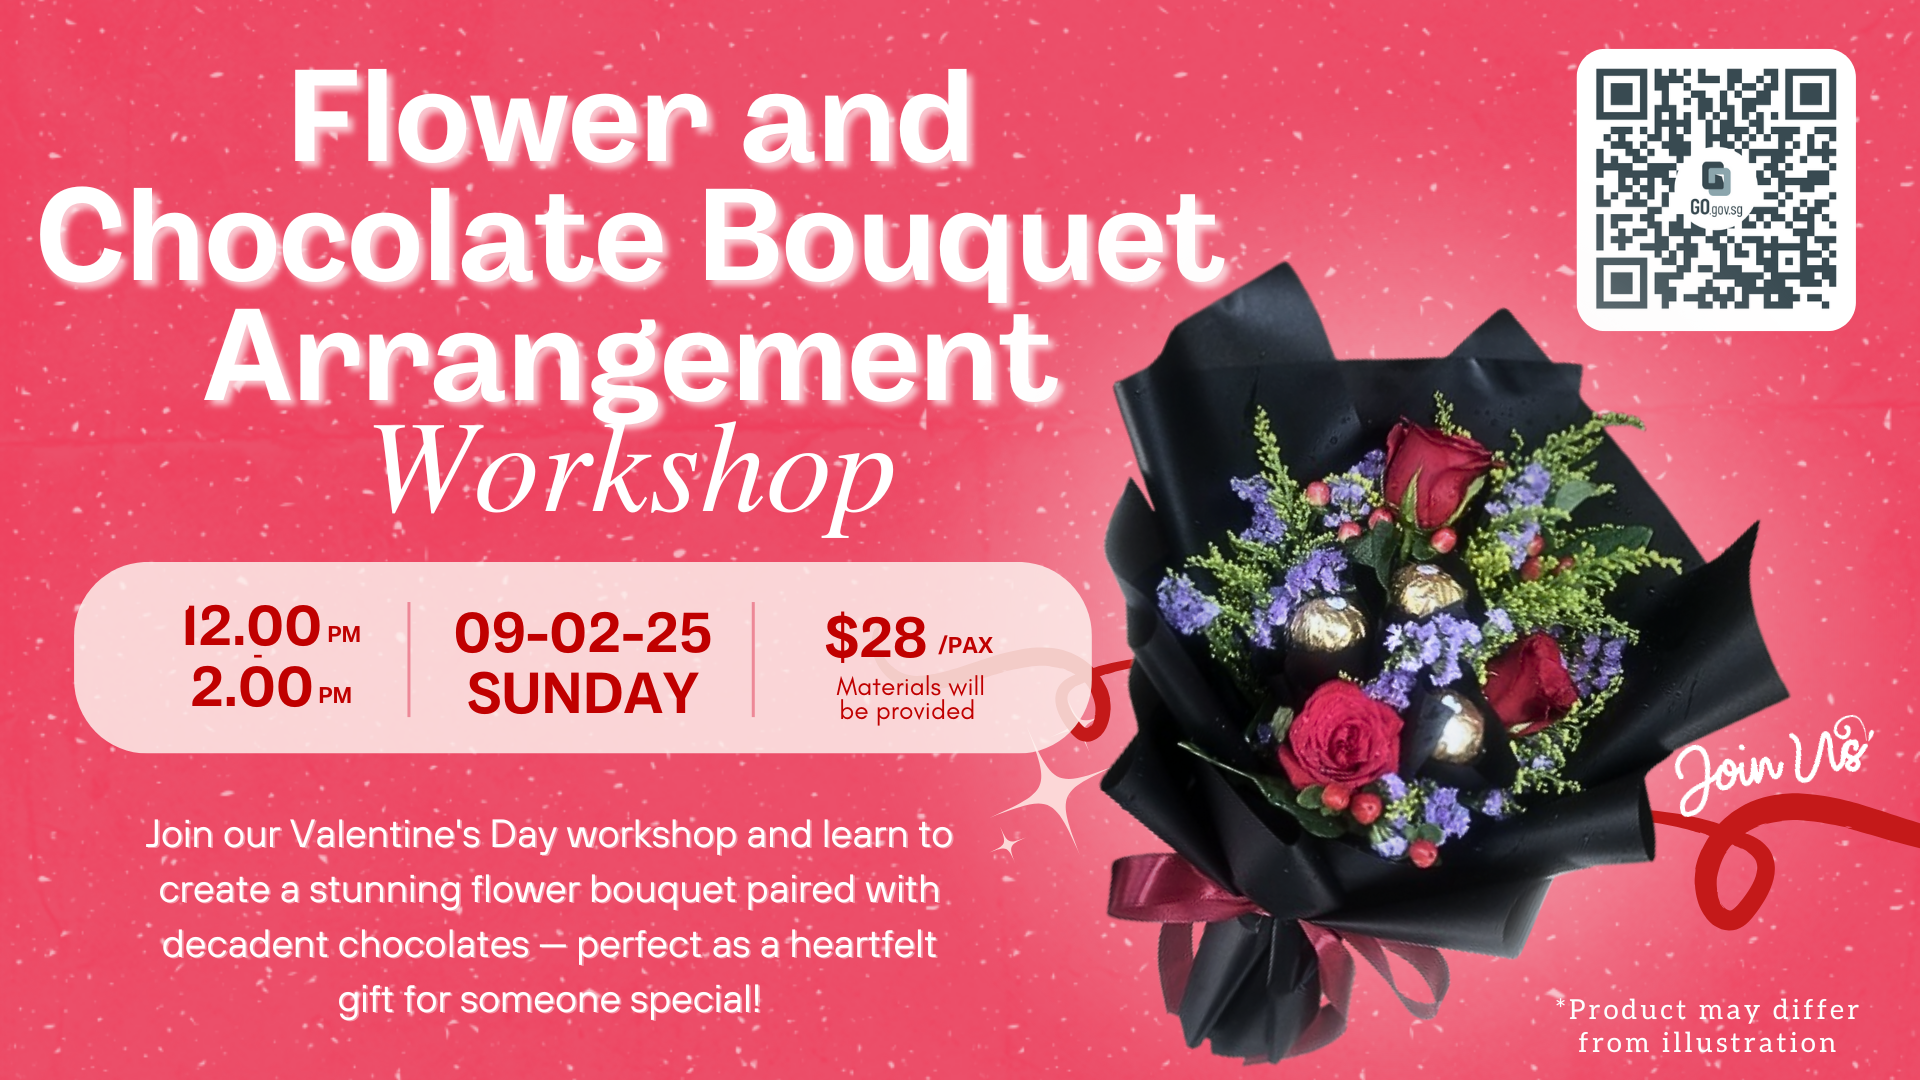 Flower and
Chocolate Bouquet
Arrangement
Workshop
12.00 PM
-
2.00 PM
09-02-25
SUNDAY
$28 /PAX
Materials will
be provided
Join our Valentine's Day workshop and learn to
create a stunning flower bouquet paired with
decadent chocolates — perfect as a heartfelt
gift for someone special!
GO.gov.sg
Join Us
*Product may differ
from illustration